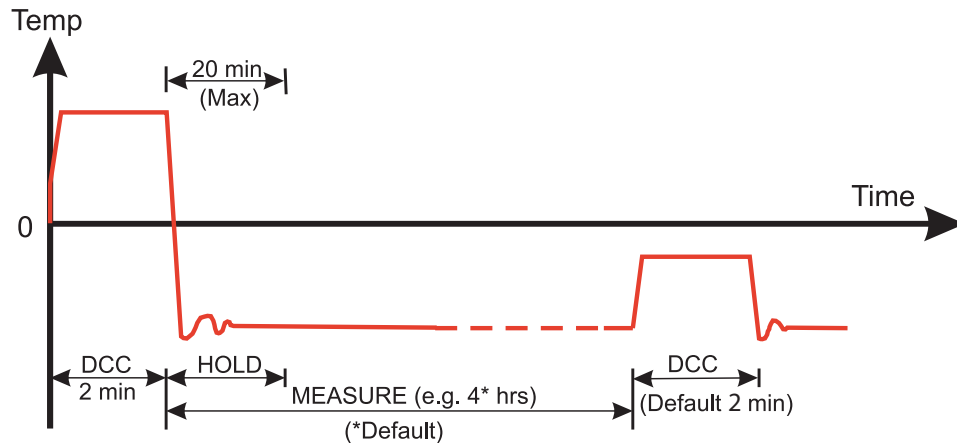 Temp
20 min
(Max)
Time
0
DCC
2 min
HOLD
MEASURE (e.g. 4* hrs)
(*Default)
DCC
(Default 2 min)